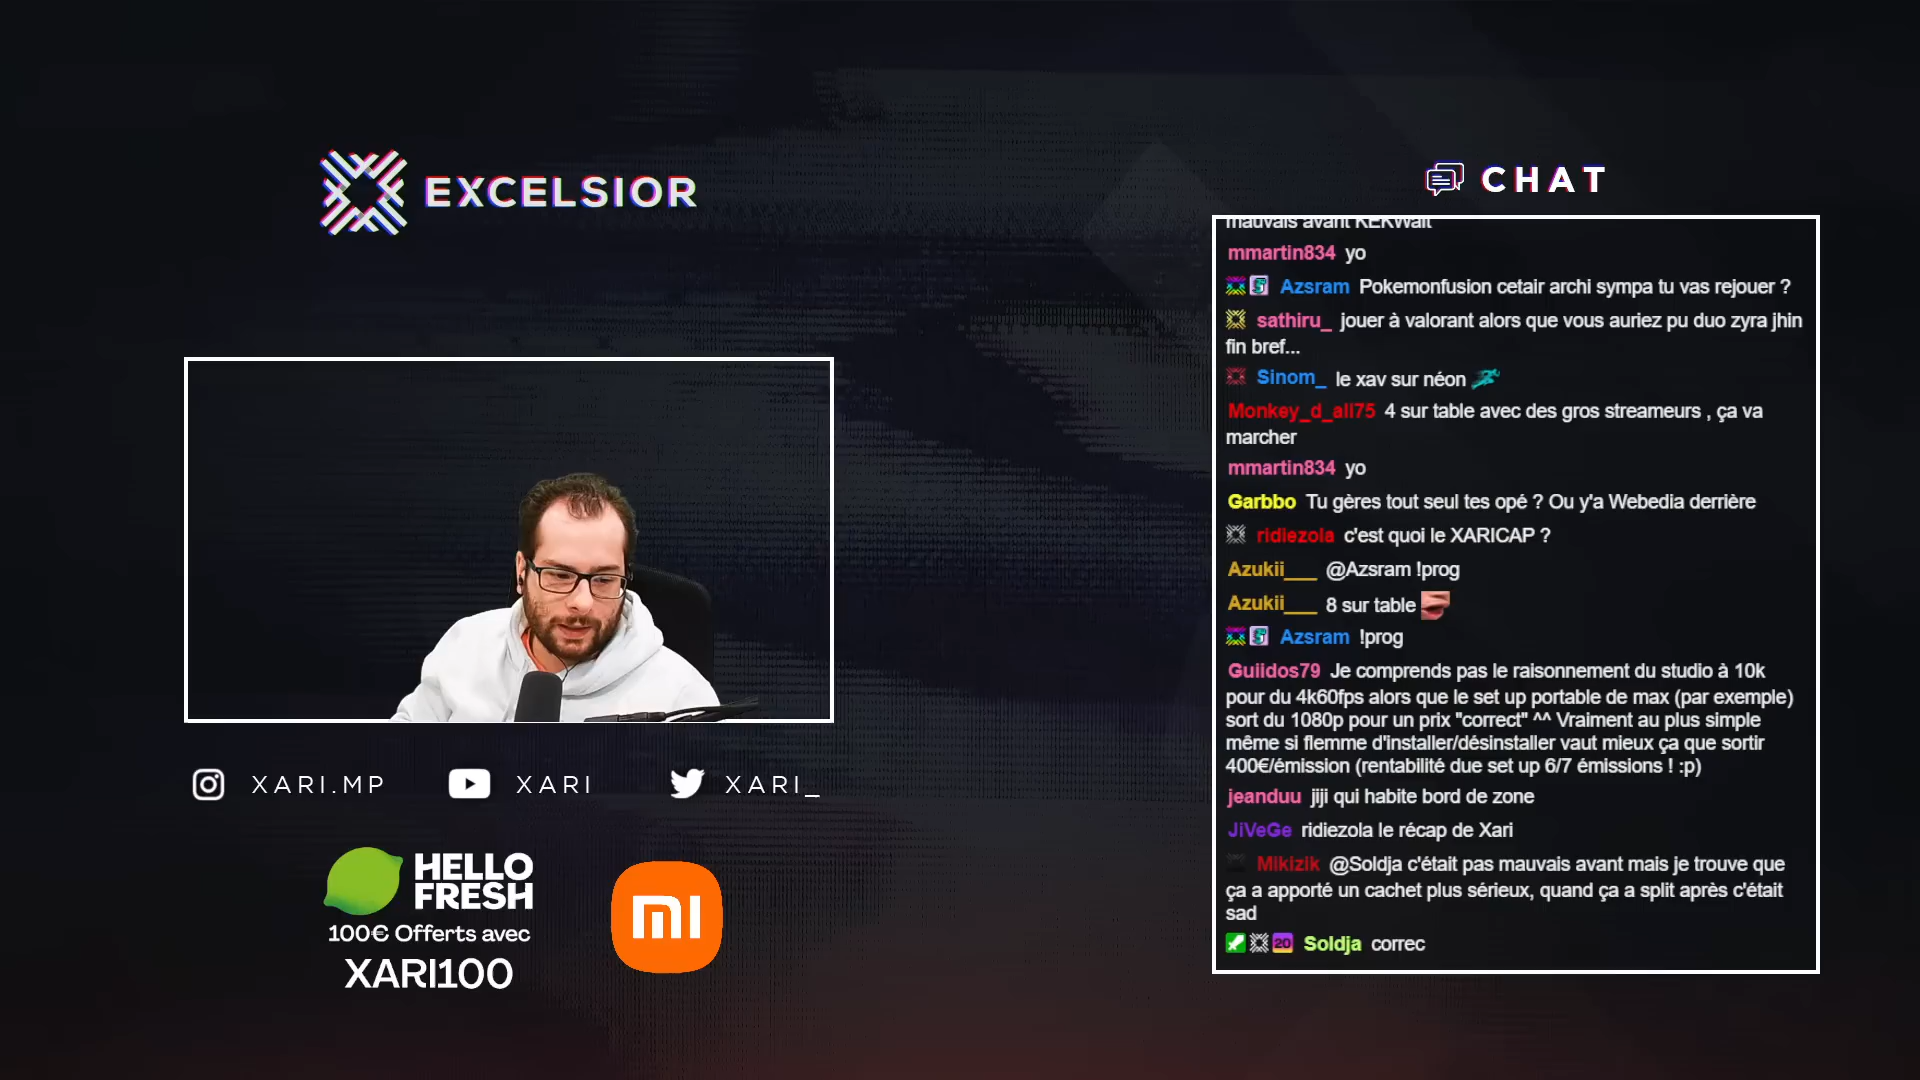 EXCELSIOR
CHAT
mauvais avant KEKWait
mmartin834 yo
Azsram Pokemonfusion cetair archi sympa tu vas rejouer ?
sathiru_ jouer à valorant alors que vous auriez pu duo zyra jhin
fin bref...
Sinom_ le xav sur néon
Monkey_d_ali75 4 sur table avec des gros streameurs , ça va
marcher
mmartin834 yo
Garbbo Tu gères tout seul tes opé ? Ou y'a Webedia derrière
ridiezola c'est quoi le XARICAP ?
Azukii___ @Azsram !prog
Azukii___ 8 sur table
Azsram !prog
Guiidos79 Je comprends pas le raisonnement du studio à 10k
pour du 4k60fps alors que le set up portable de max (par exemple)
sort du 1080p pour un prix "correct" ^^ Vraiment au plus simple
même si flemme d'installer/désinstaller vaut mieux ça que sortir
400€/émission (rentabilité due set up 6/7 émissions ! :p)
jeanduu jiji qui habite bord de zone
JiVeGe ridiezola le récap de Xari
Mikizik @Soldja c'était pas mauvais avant mais je trouve que
ça a apporté un cachet plus sérieux, quand ça a split après c'était
sad
20 Soldja correc
XARI.MP
XARI
XARI_
HELLO
FRESH
100€ Offerts avec
XARI100
mi